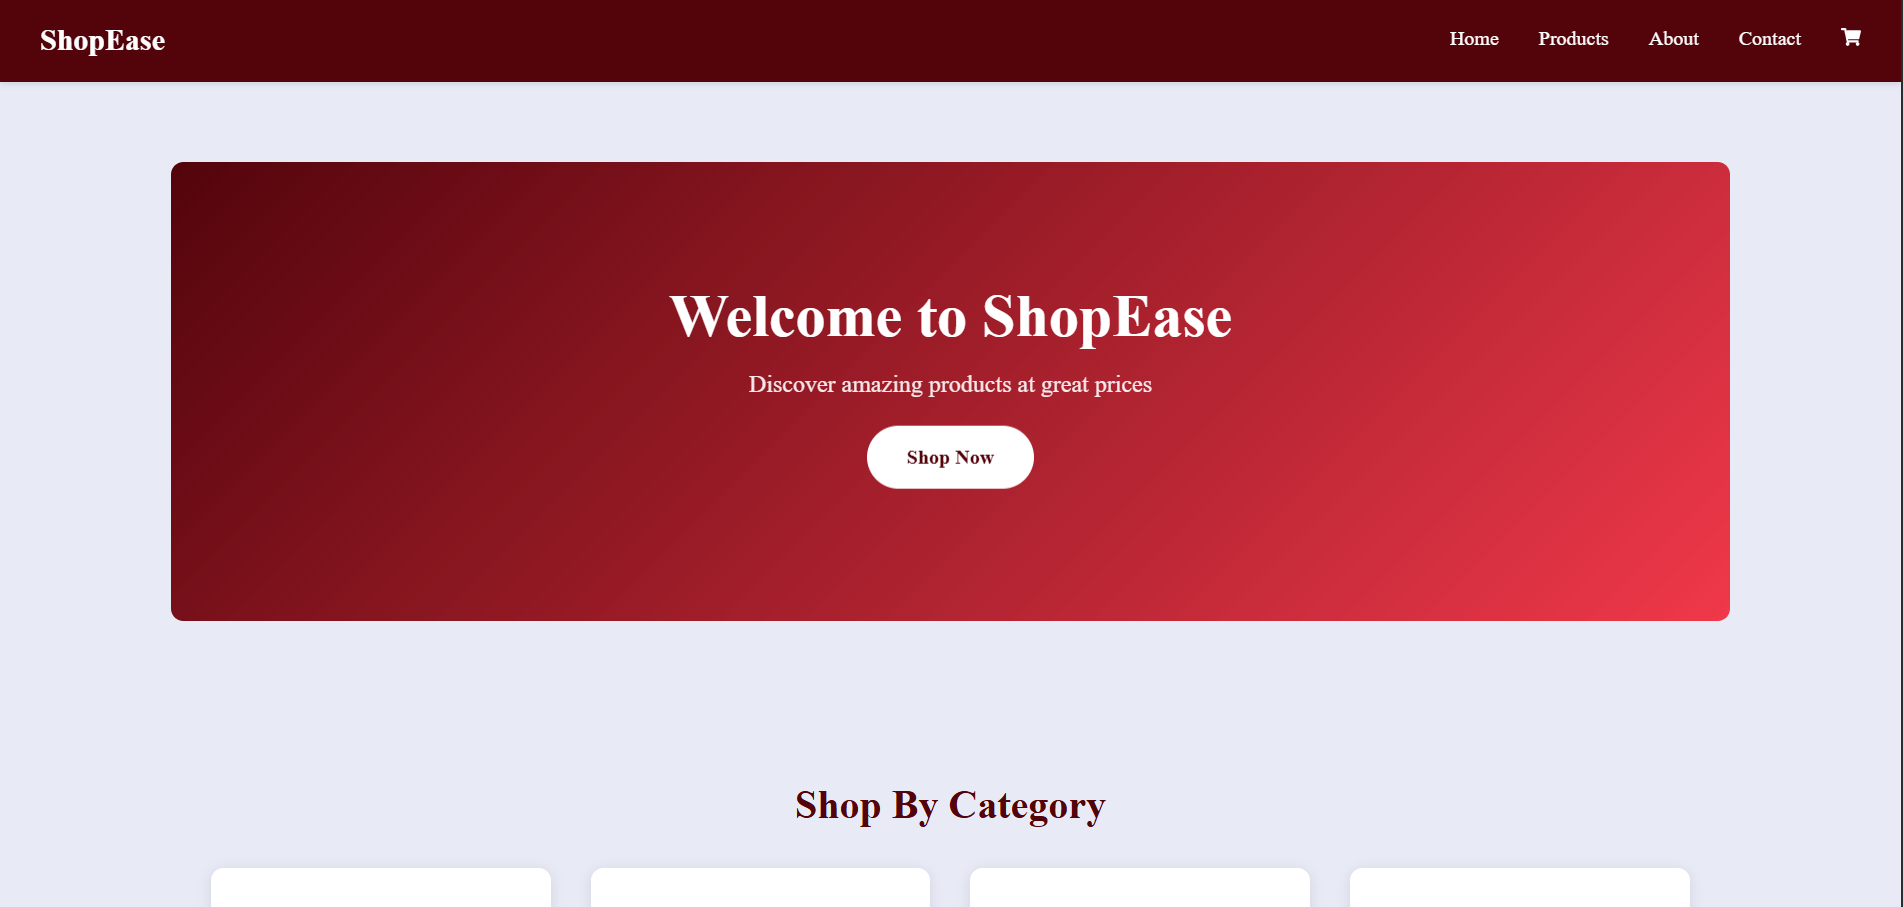 ShopEase
Home Products About Contact
Welcome to ShopEase
Discover amazing products at great prices
Shop Now
Shop By Category